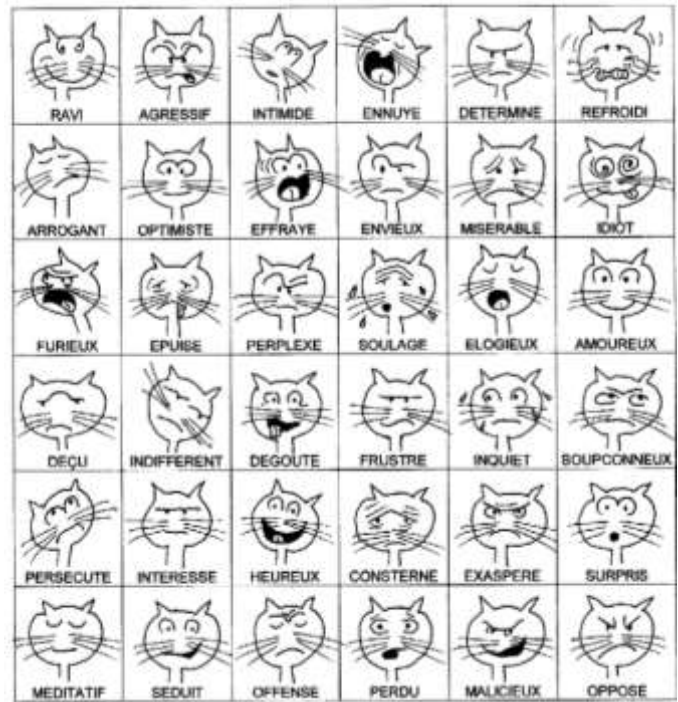 RAVI AGRESSIF INTIMIDE ENNUYE DETERMINE REFROIDI
ARROGANT OPTIMISTE EFFRAYE ENVIEUX MISERABLE IDIOT
FURIEUX EPUISE PERPLEXE SOULAGE ELOGIEUX AMOUREUX
DEÇU INDIFFERENT DEGOUTE FRUSTRE INQUIET SOUPCONNEUX
PERSECUTE INTERESSE HEUREUX CONSTERNE EXASPERE SURPRIS
MEDITATIF SEDUIT OFFENSE PERDU MALICIEUX OPPOSE